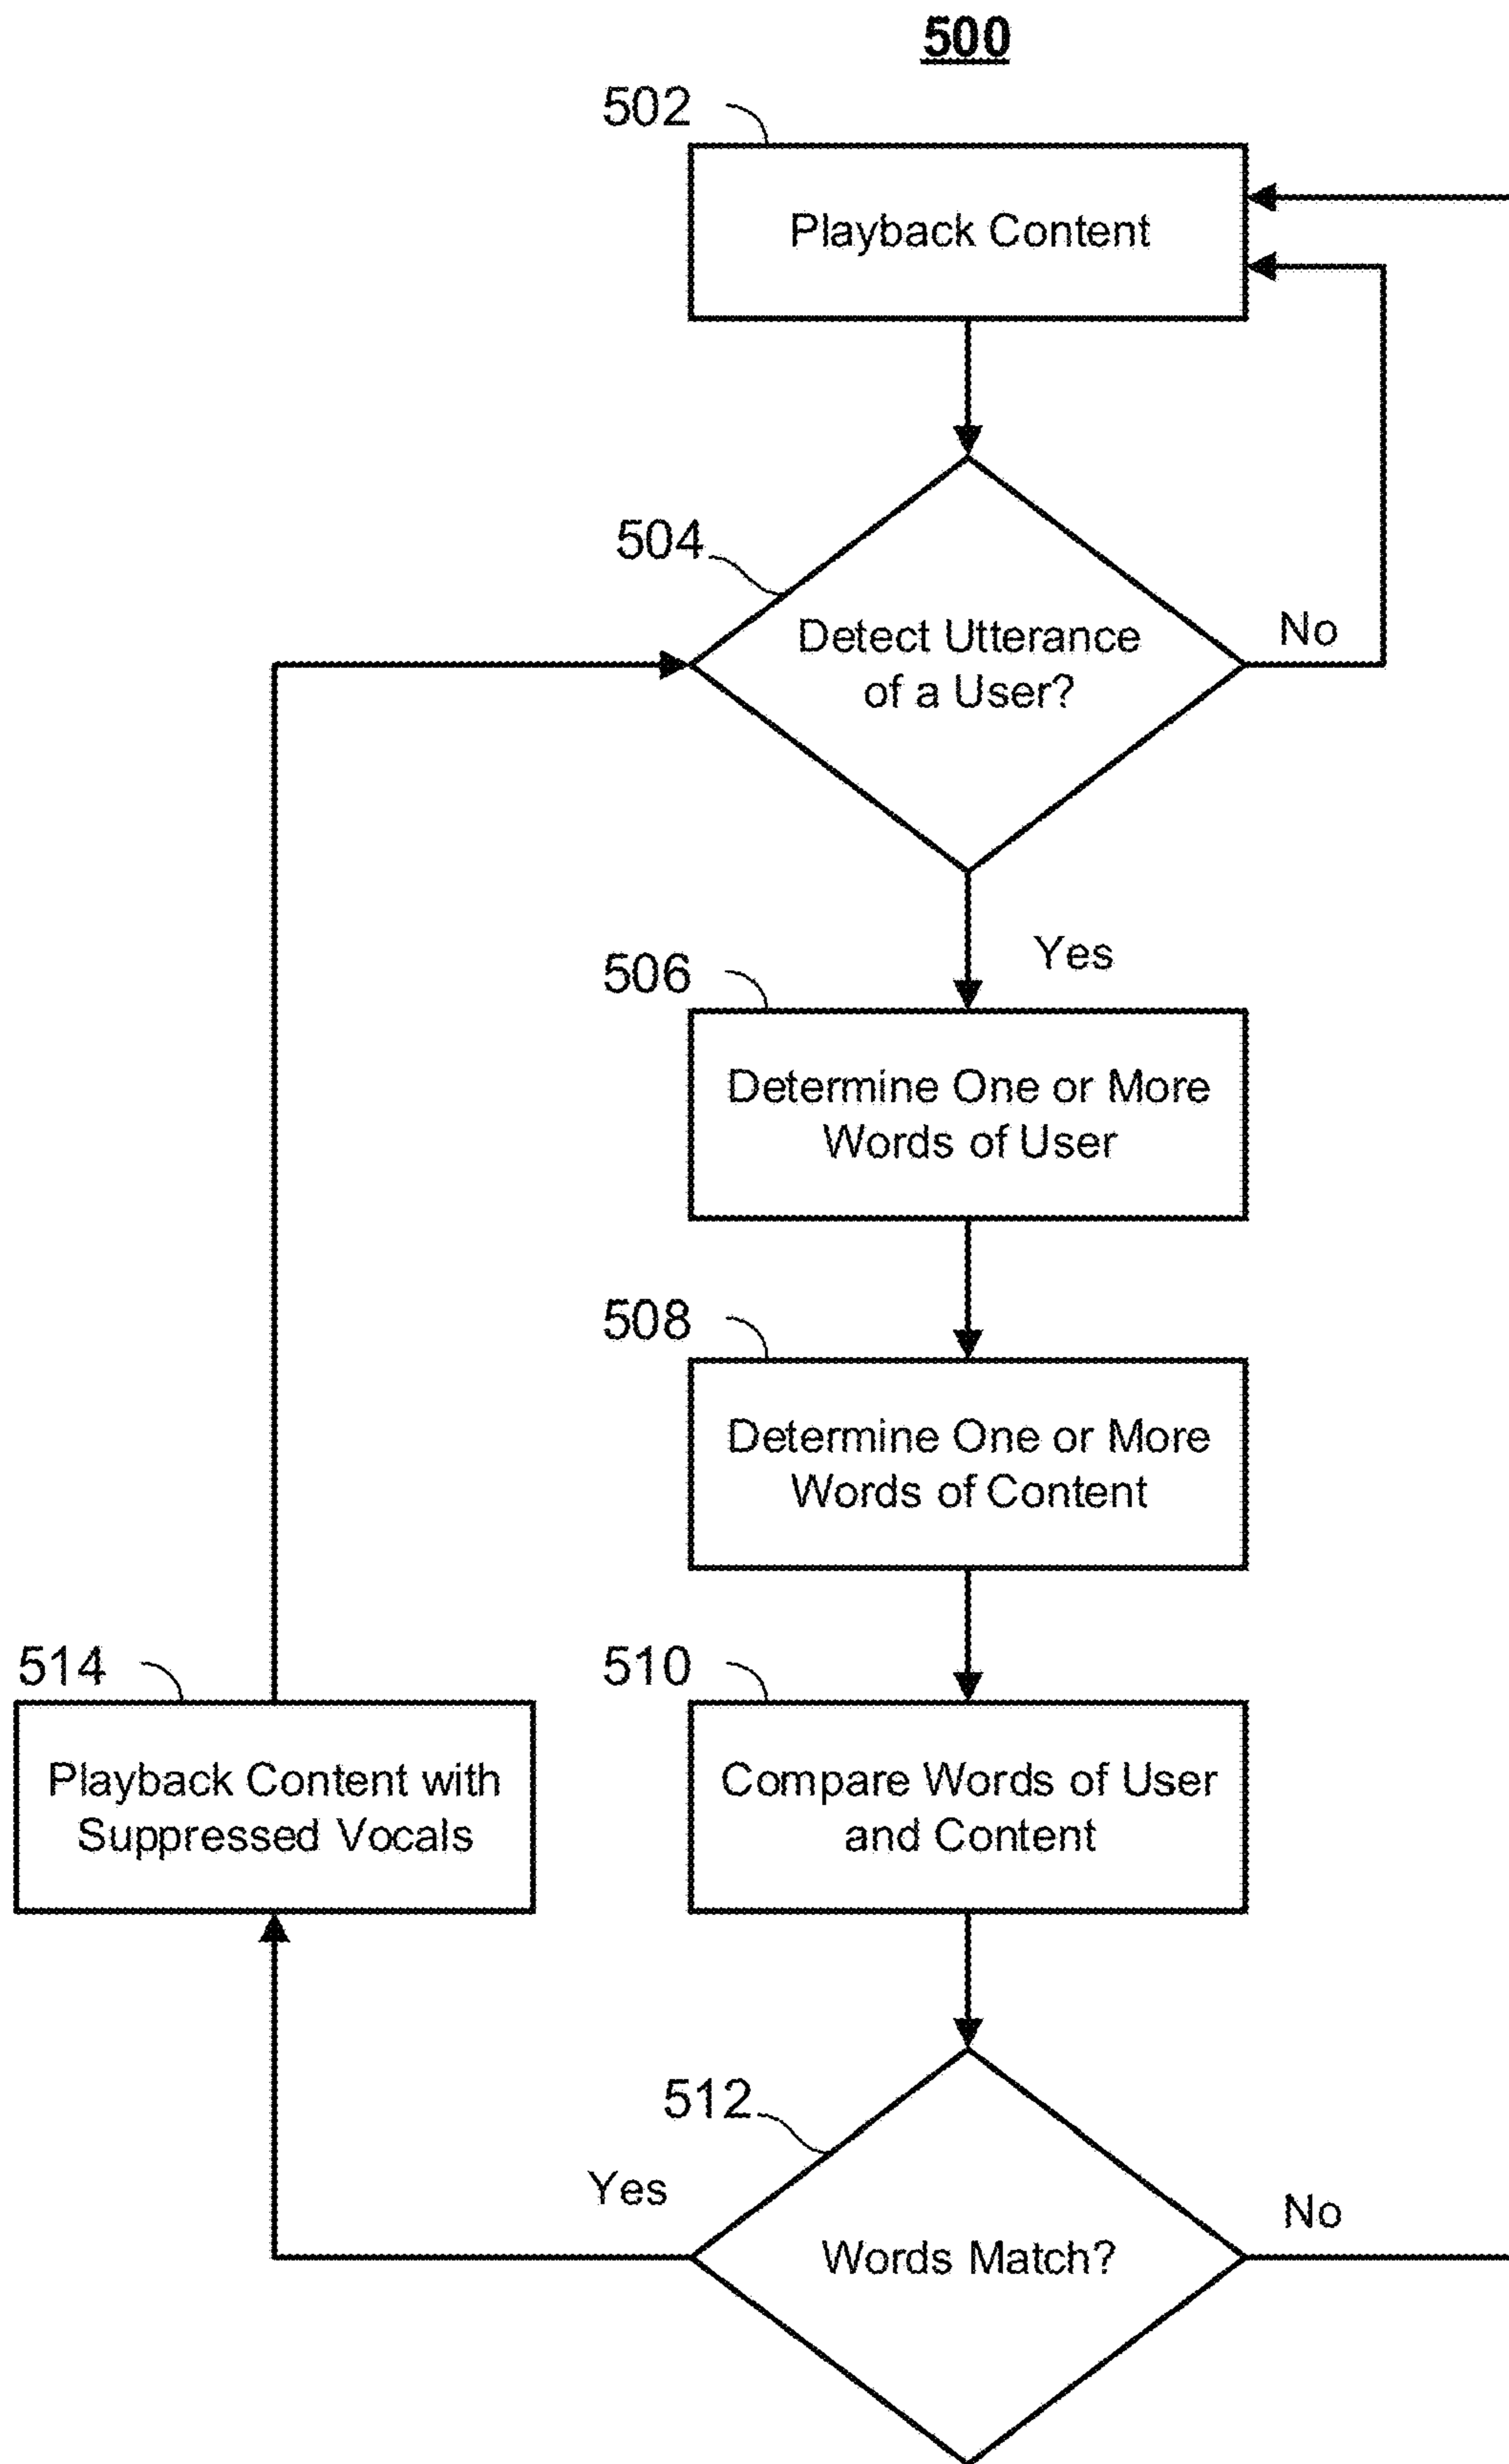 500
502
Playback Content
504
Detect Utterance
of a User?
No
Yes
506
Determine One or More
Words of User
508
Determine One or More
Words of Content
514
510
Playback Content with
Suppressed Vocals
Compare Words of User
and Content
512
Yes
No
Words Match?